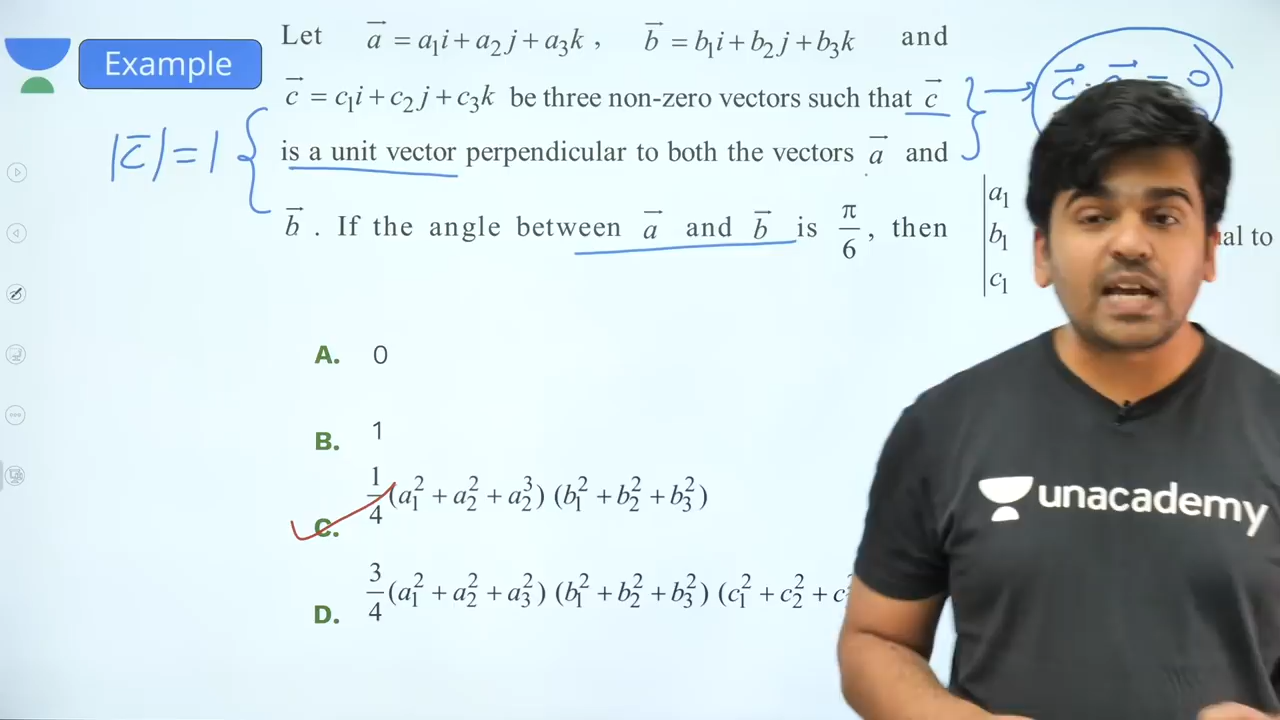 Example
Let a⃗ = a₁i + a₂j + a₃k , b⃗ = b₁i + b₂j + b₃k and
c⃗ · a⃗ = 0
c⃗ = c₁i + c₂j + c₃k be three non-zero vectors such that c⃗
|c̄| = 1
is a unit vector perpendicular to both the vectors a⃗ and
b⃗ . If the angle between a⃗ and b⃗ is π/6 , then | a₁ b₁ c₁ to
A. 0
B. 1
C. 1/4 (a₁² + a₂² + a₂³) (b₁² + b₂² + b₃²)
D. 3/4 (a₁² + a₂² + a₃²) (b₁² + b₂² + b₃²) (c₁² + c₂² + c
unacademy